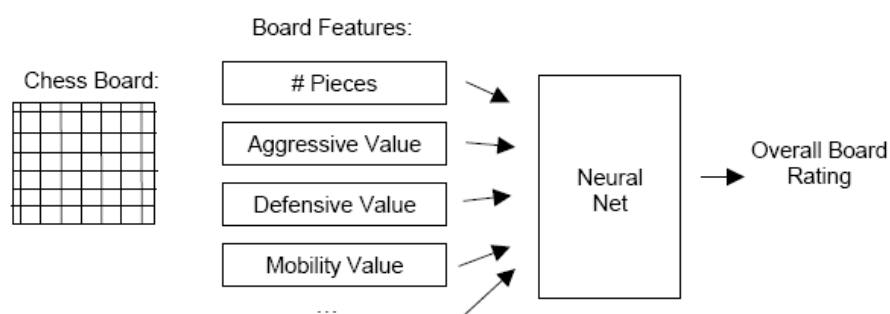 Board Features:
Chess Board:
# Pieces
Aggressive Value
Defensive Value
Mobility Value
...
Neural
Net
Overall Board
Rating